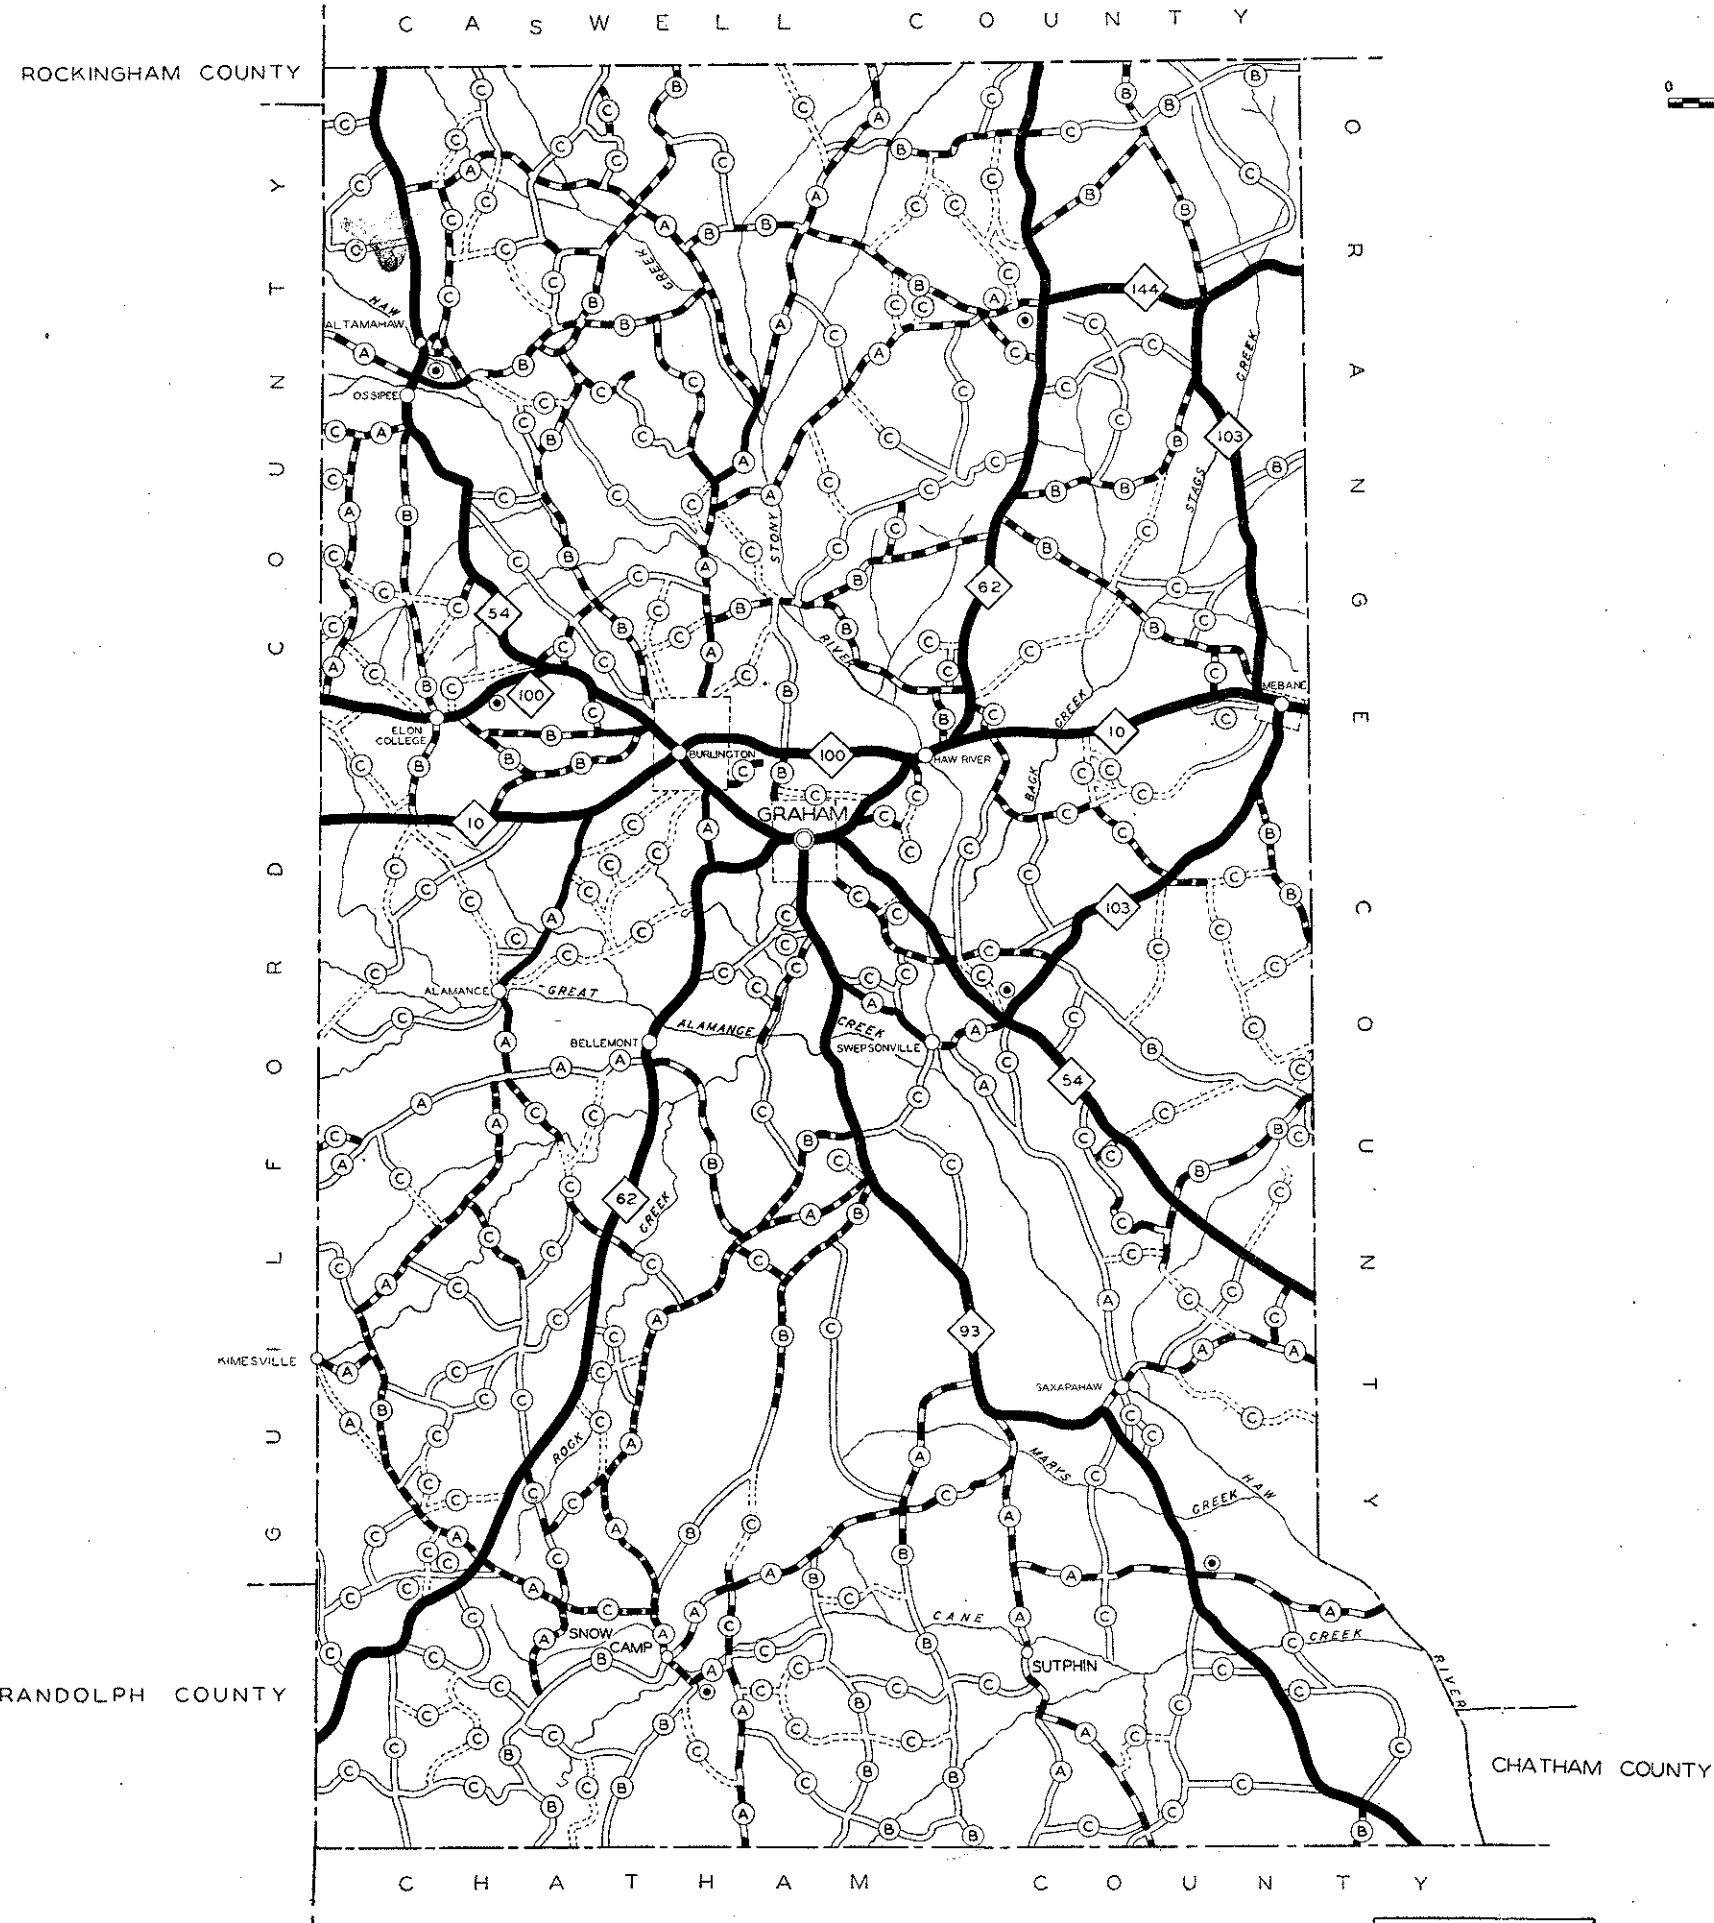 CASWELL COUNTY
ROCKINGHAM COUNTY
0
ORANGE COUNTY
GUILFORD COUNTY
HAW
CREEK
ALTAMAHAW
144
OSSIPEE
CREEK
103
STAGS
STONY
62
54
RIVER
100
MEBANE
ELON
COLLEGE
BURLINGTON
100
HAW RIVER
10
CREEK
BACK
10
GRAHAM
103
ALAMANCE
GREAT
ALAMANCE
CREEK
BELLEMONT
SWEPSONVILLE
54
62
CREEK
93
KIMESVILLE
SAXAPAHAW
ROCK
MARYS
CREEK
HAW
CANE
CREEK
SNOW
CAMP
SUTPHIN
RIVER
RANDOLPH COUNTY
CHATHAM COUNTY
CHATHAM COUNTY